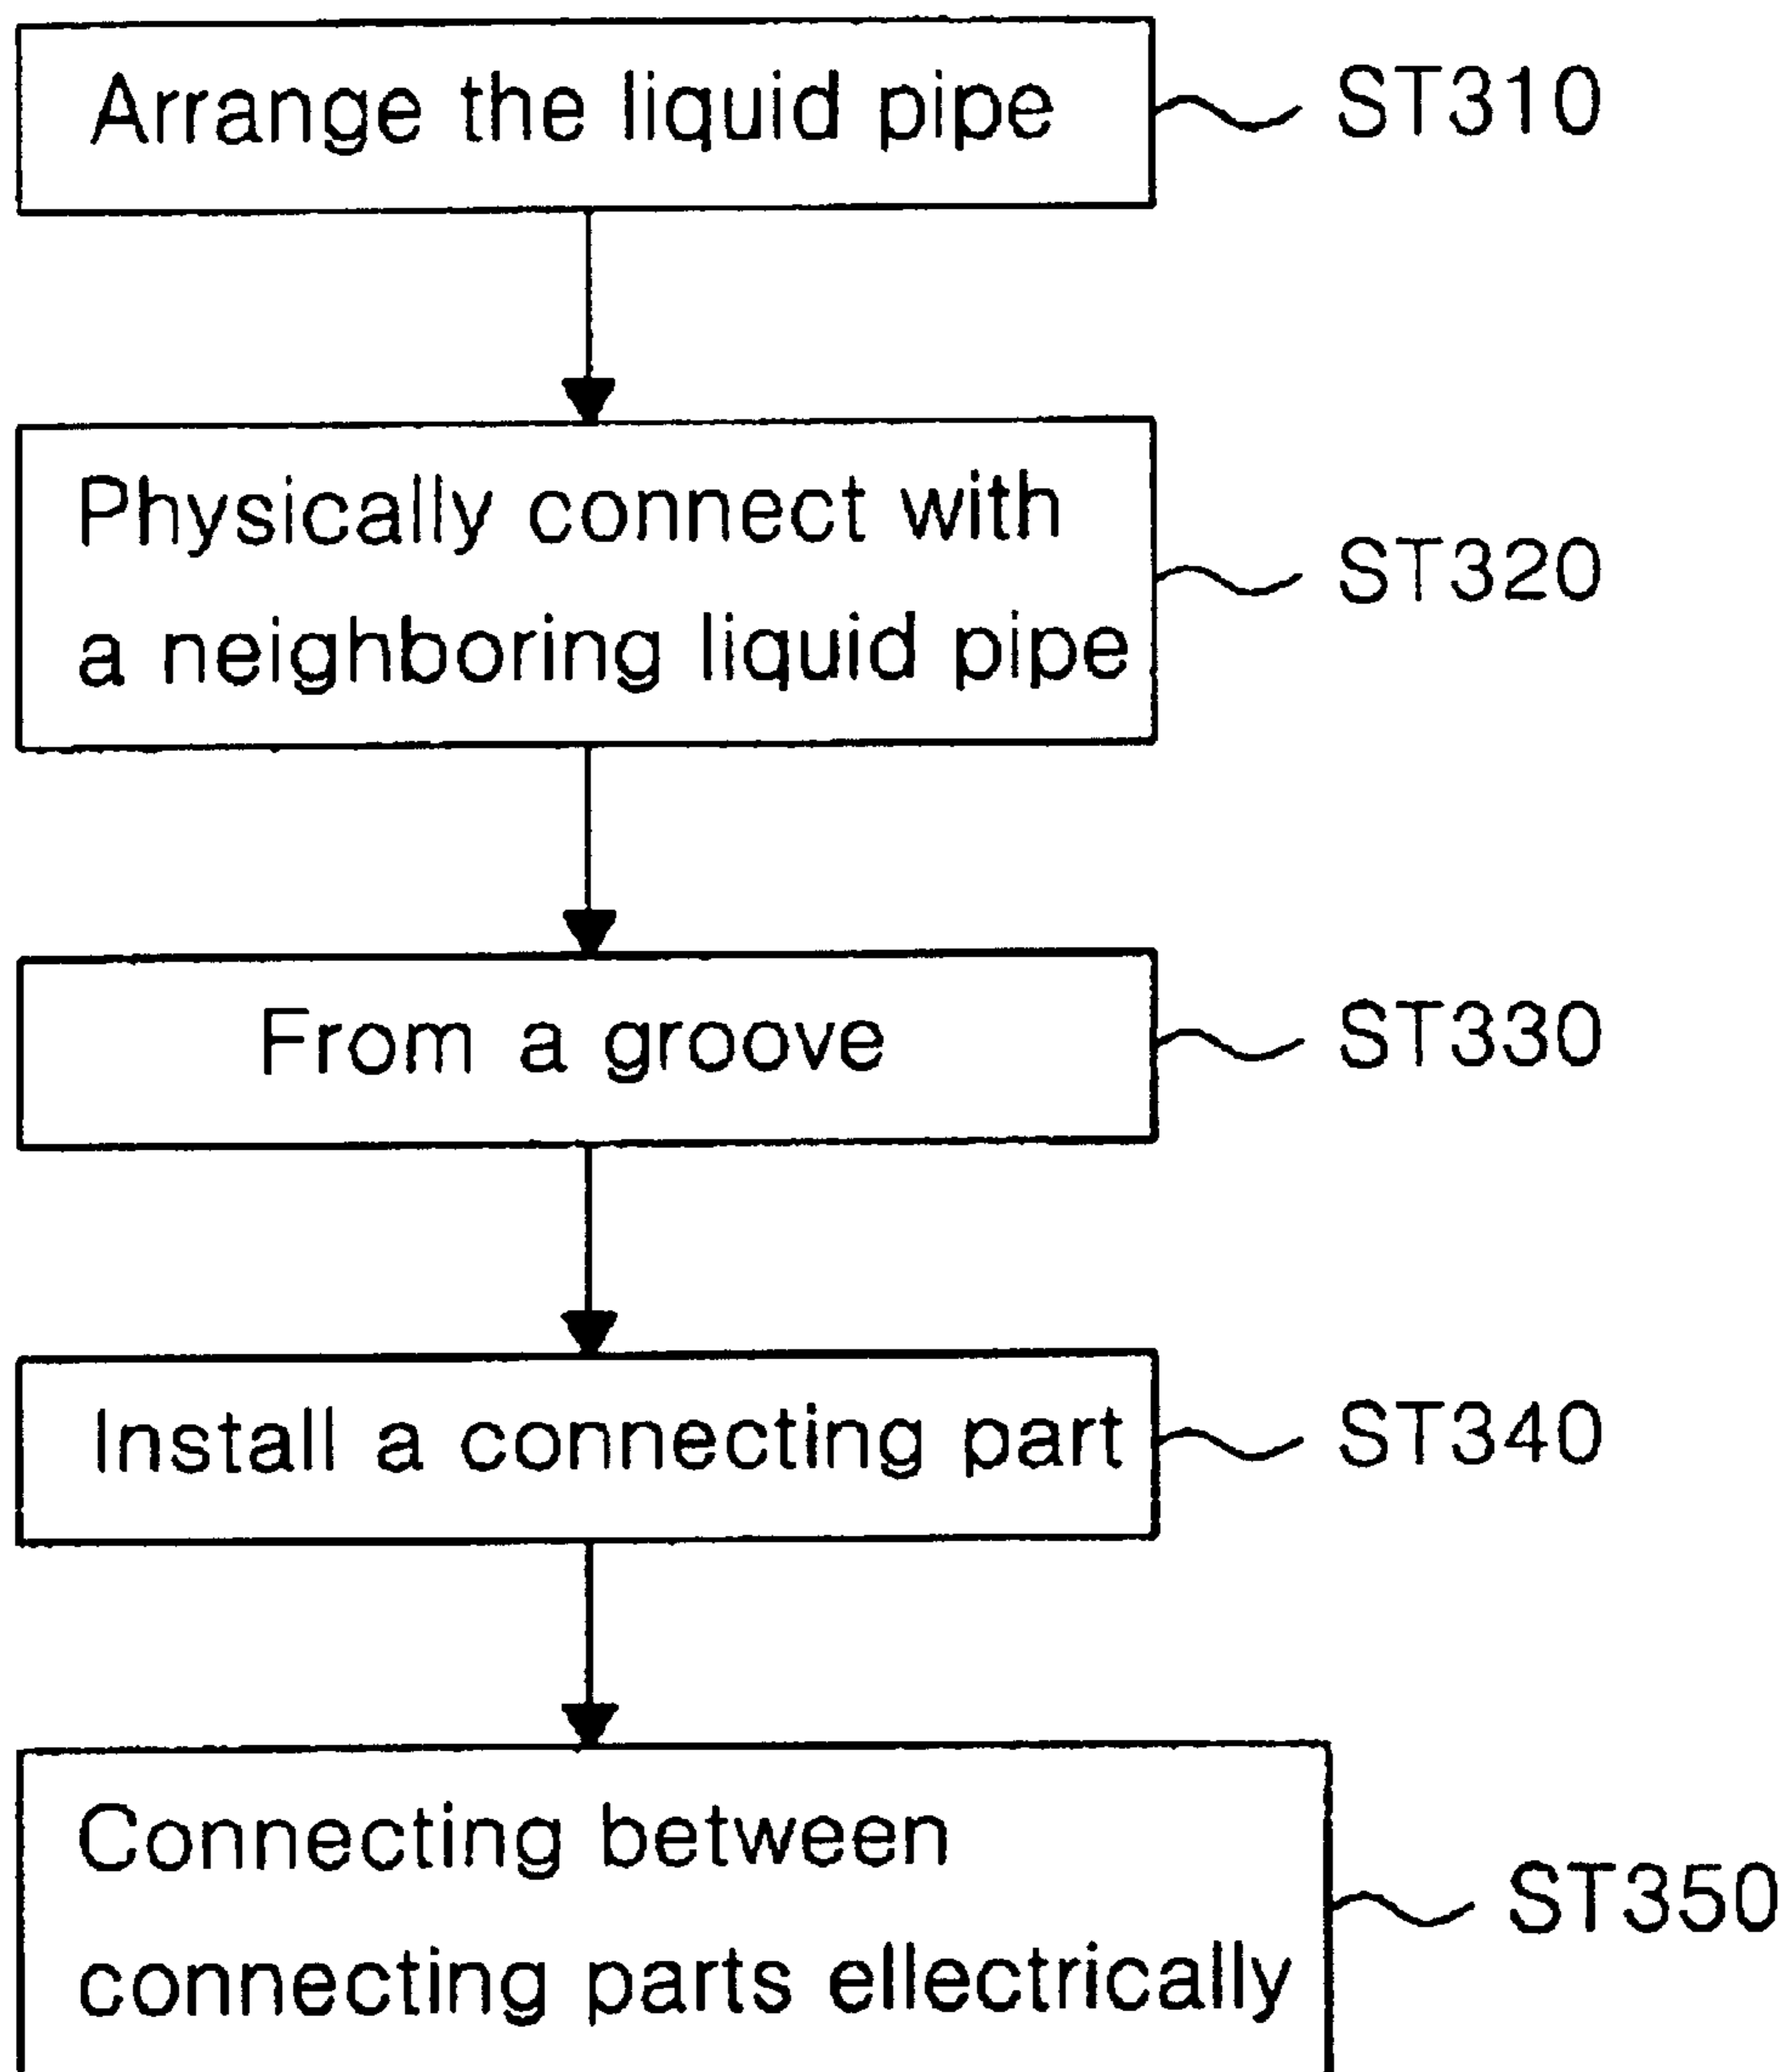 Arrange the liquid pipe
ST310
Physically connect with
a neighboring liquid pipe
ST320
From a groove
ST330
Install a connecting part
ST340
Connecting between
connecting parts ellectrically
ST350